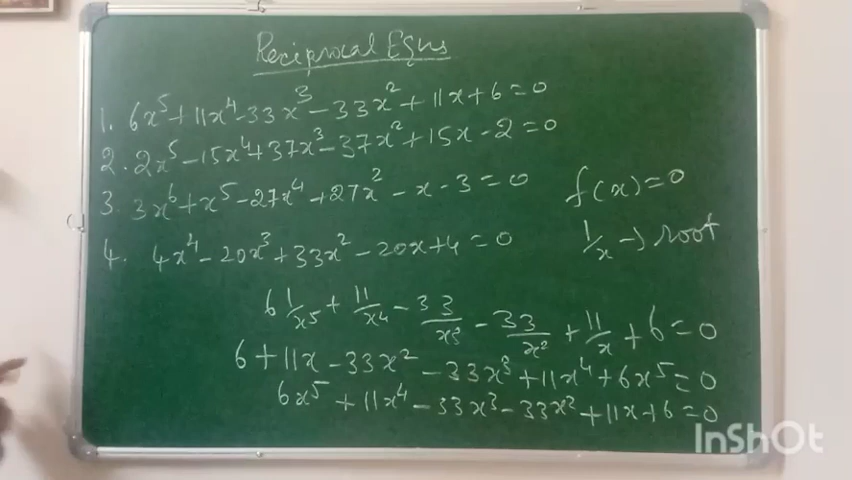 Reciprocal Eqns
1. 6x⁵+11x⁴-33x³-33x²+11x+6=0
2. 2x⁵-15x⁴+37x³-37x²+15x-2=0
3. 3x⁶+x⁵-27x⁴+27x²-x-3=0
f(x)=0
4. 4x⁴-20x³+33x²-20x+4=0
1/x → root
6 1/x⁵ + 11/x⁴ - 33/x³ - 33/x² + 11/x + 6 = 0
6+11x-33x²-33x³+11x⁴+6x⁵=0
6x⁵+11x⁴-33x³-33x²+11x+6=0
InShOt